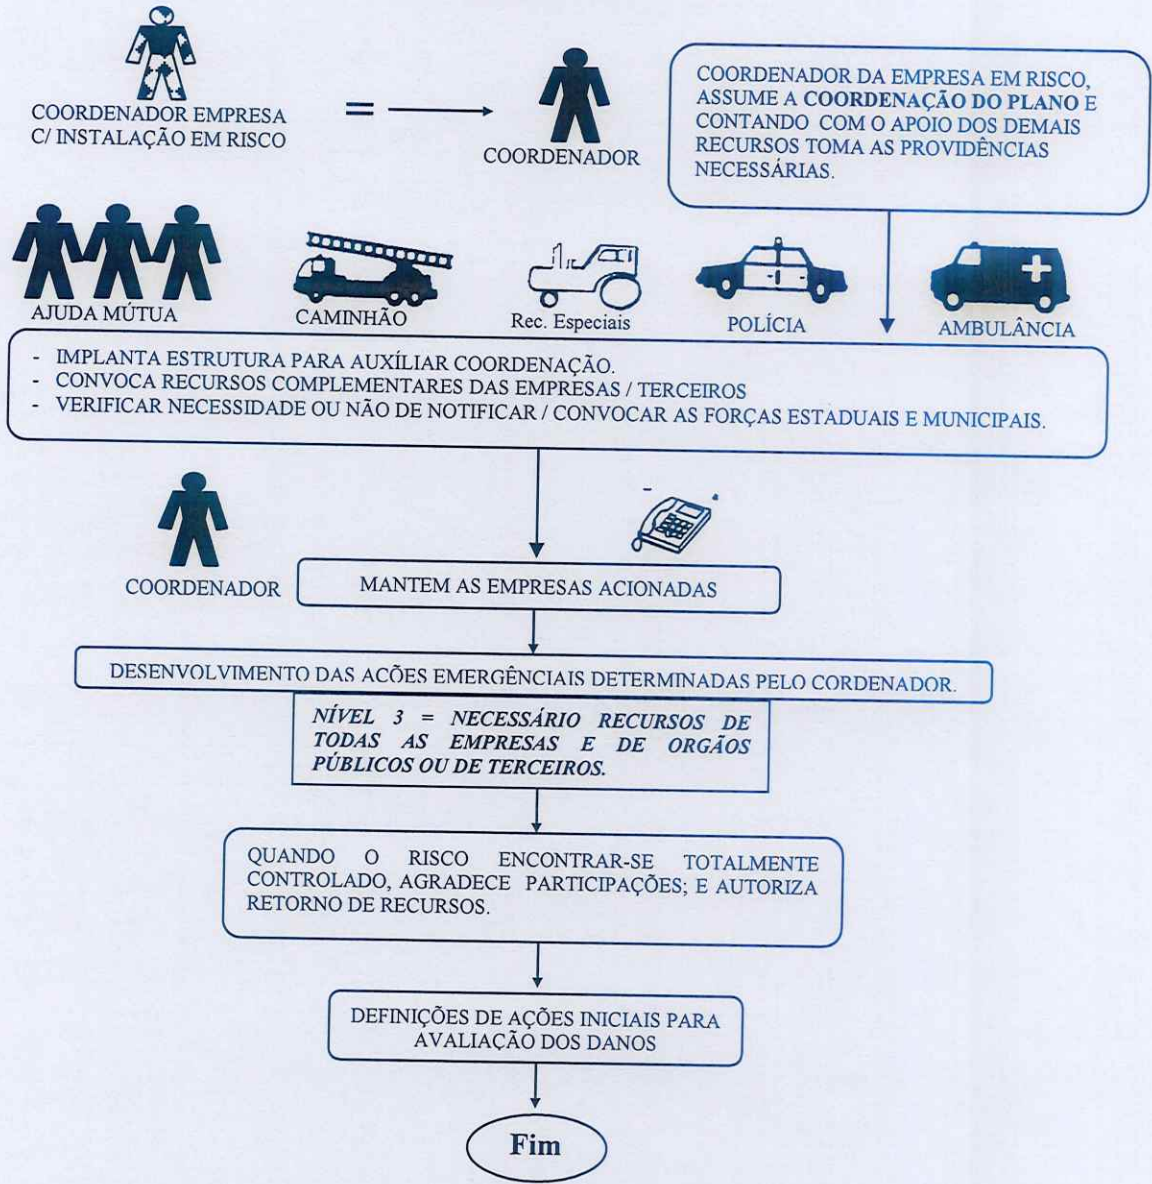 COORDENADOR EMPRESA
C/ INSTALAÇÃO EM RISCO
=
COORDENADOR
COORDENADOR DA EMPRESA EM RISCO,
ASSUME A COORDENAÇÃO DO PLANO E
CONTANDO COM O APOIO DOS DEMAIS
RECURSOS TOMA AS PROVIDÊNCIAS
NECESSÁRIAS.
AJUDA MÚTUA
CAMINHÃO
Rec. Especiais
POLÍCIA
AMBULÂNCIA
- IMPLANTA ESTRUTURA PARA AUXÍLIAR COORDENAÇÃO.
- CONVOCA RECURSOS COMPLEMENTARES DAS EMPRESAS / TERCEIROS
- VERIFICAR NECESSIDADE OU NÃO DE NOTIFICAR / CONVOCAR AS FORÇAS ESTADUAIS E MUNICIPAIS.
COORDENADOR
MANTEM AS EMPRESAS ACIONADAS
DESENVOLVIMENTO DAS ACÕES EMERGÊNCIAIS DETERMINADAS PELO CORDENADOR.
NÍVEL 3 = NECESSÁRIO RECURSOS DE
TODAS AS EMPRESAS E DE ORGÃOS
PÚBLICOS OU DE TERCEIROS.
QUANDO O RISCO ENCONTRAR-SE TOTALMENTE
CONTROLADO, AGRADECE PARTICIPAÇÕES; E AUTORIZA
RETORNO DE RECURSOS.
DEFINIÇÕES DE AÇÕES INICIAIS PARA
AVALIAÇÃO DOS DANOS
Fim